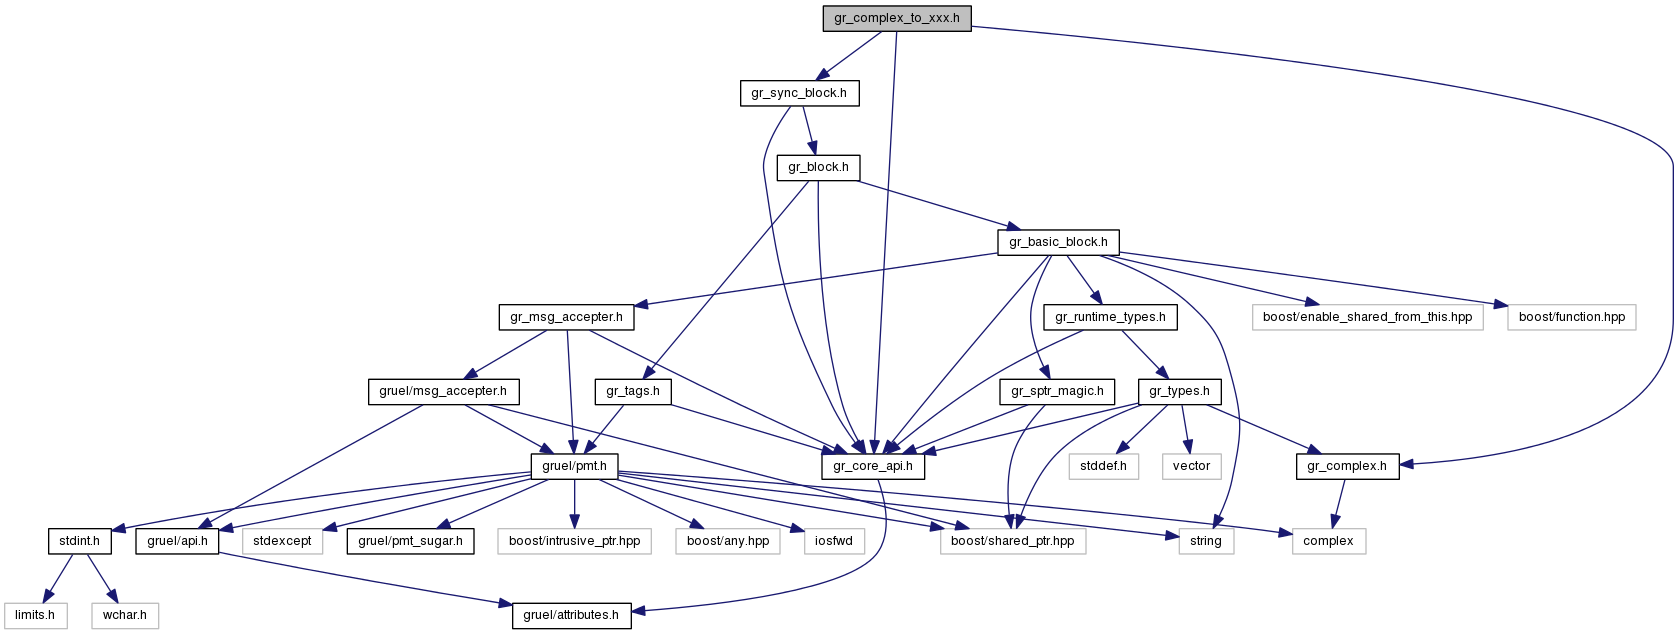 gr_complex_to_xxx.h
gr_sync_block.h
gr_block.h
gr_basic_block.h
gr_msg_accepter.h
gr_runtime_types.h
boost/enable_shared_from_this.hpp
boost/function.hpp
gruel/msg_accepter.h
gr_tags.h
gr_sptr_magic.h
gr_types.h
gruel/pmt.h
gr_core_api.h
stddef.h
vector
gr_complex.h
stdint.h
gruel/api.h
stdexcept
gruel/pmt_sugar.h
boost/intrusive_ptr.hpp
boost/any.hpp
iosfwd
boost/shared_ptr.hpp
string
complex
limits.h
wchar.h
gruel/attributes.h